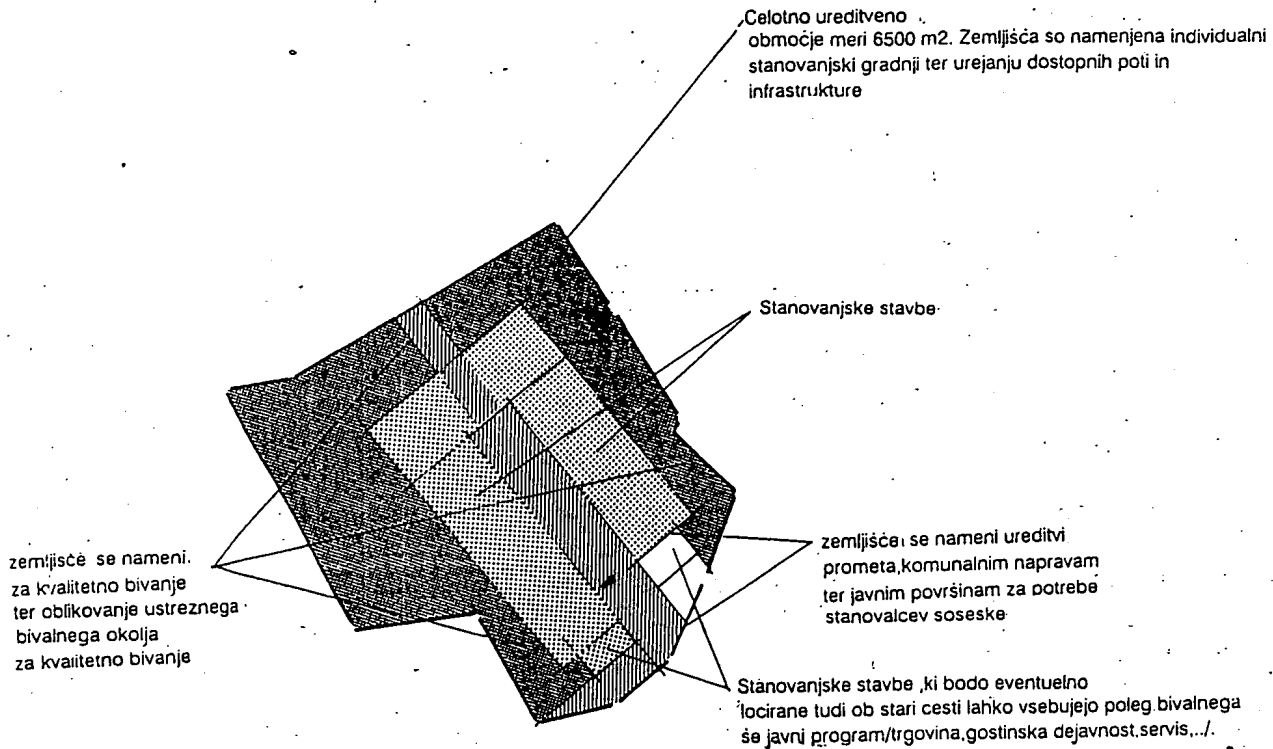 Celotno ureditveno
območje meri 6500 m2. Zemljišča so namenjena individualni
stanovanjski gradnji ter urejanju dostopnih poti in
infrastrukture
Stanovanjske stavbe
zemljišče se nameni.
za kvalitetno bivanje
ter oblikovanje ustreznega
bivalnega okolja
za kvalitetno bivanje
zemljišče se nameni ureditvi
prometa,komunalnim napravam
ter javnim površinam za potrebe
stanovalcev soseske
Stanovanjske stavbe ,ki bodo eventuelno
locirane tudi ob stari cesti lahko vsebujejo poleg bivalnega
še javni program/trgovina,gostinska dejavnost,servis,../.